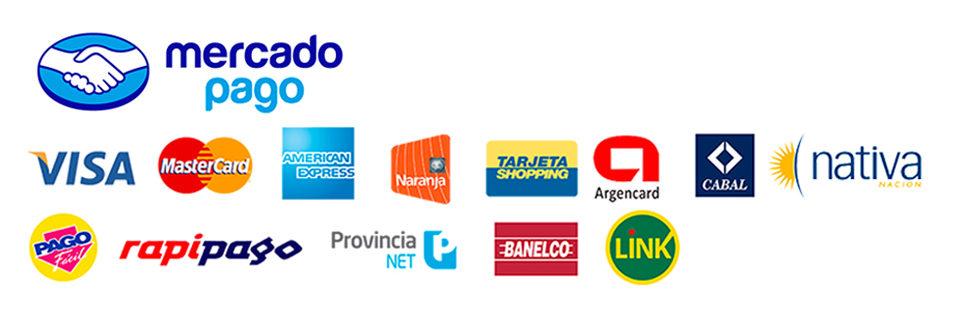 mercado
pago
VISA
MasterCard
AMERICAN
EXPRESS
Naranja
TARJETA
SHOPPING
Argencard
CABAL
nativa
NACION
PAGO
Fácil
rapipago
Provincia
NET
BANELCO
LiNK